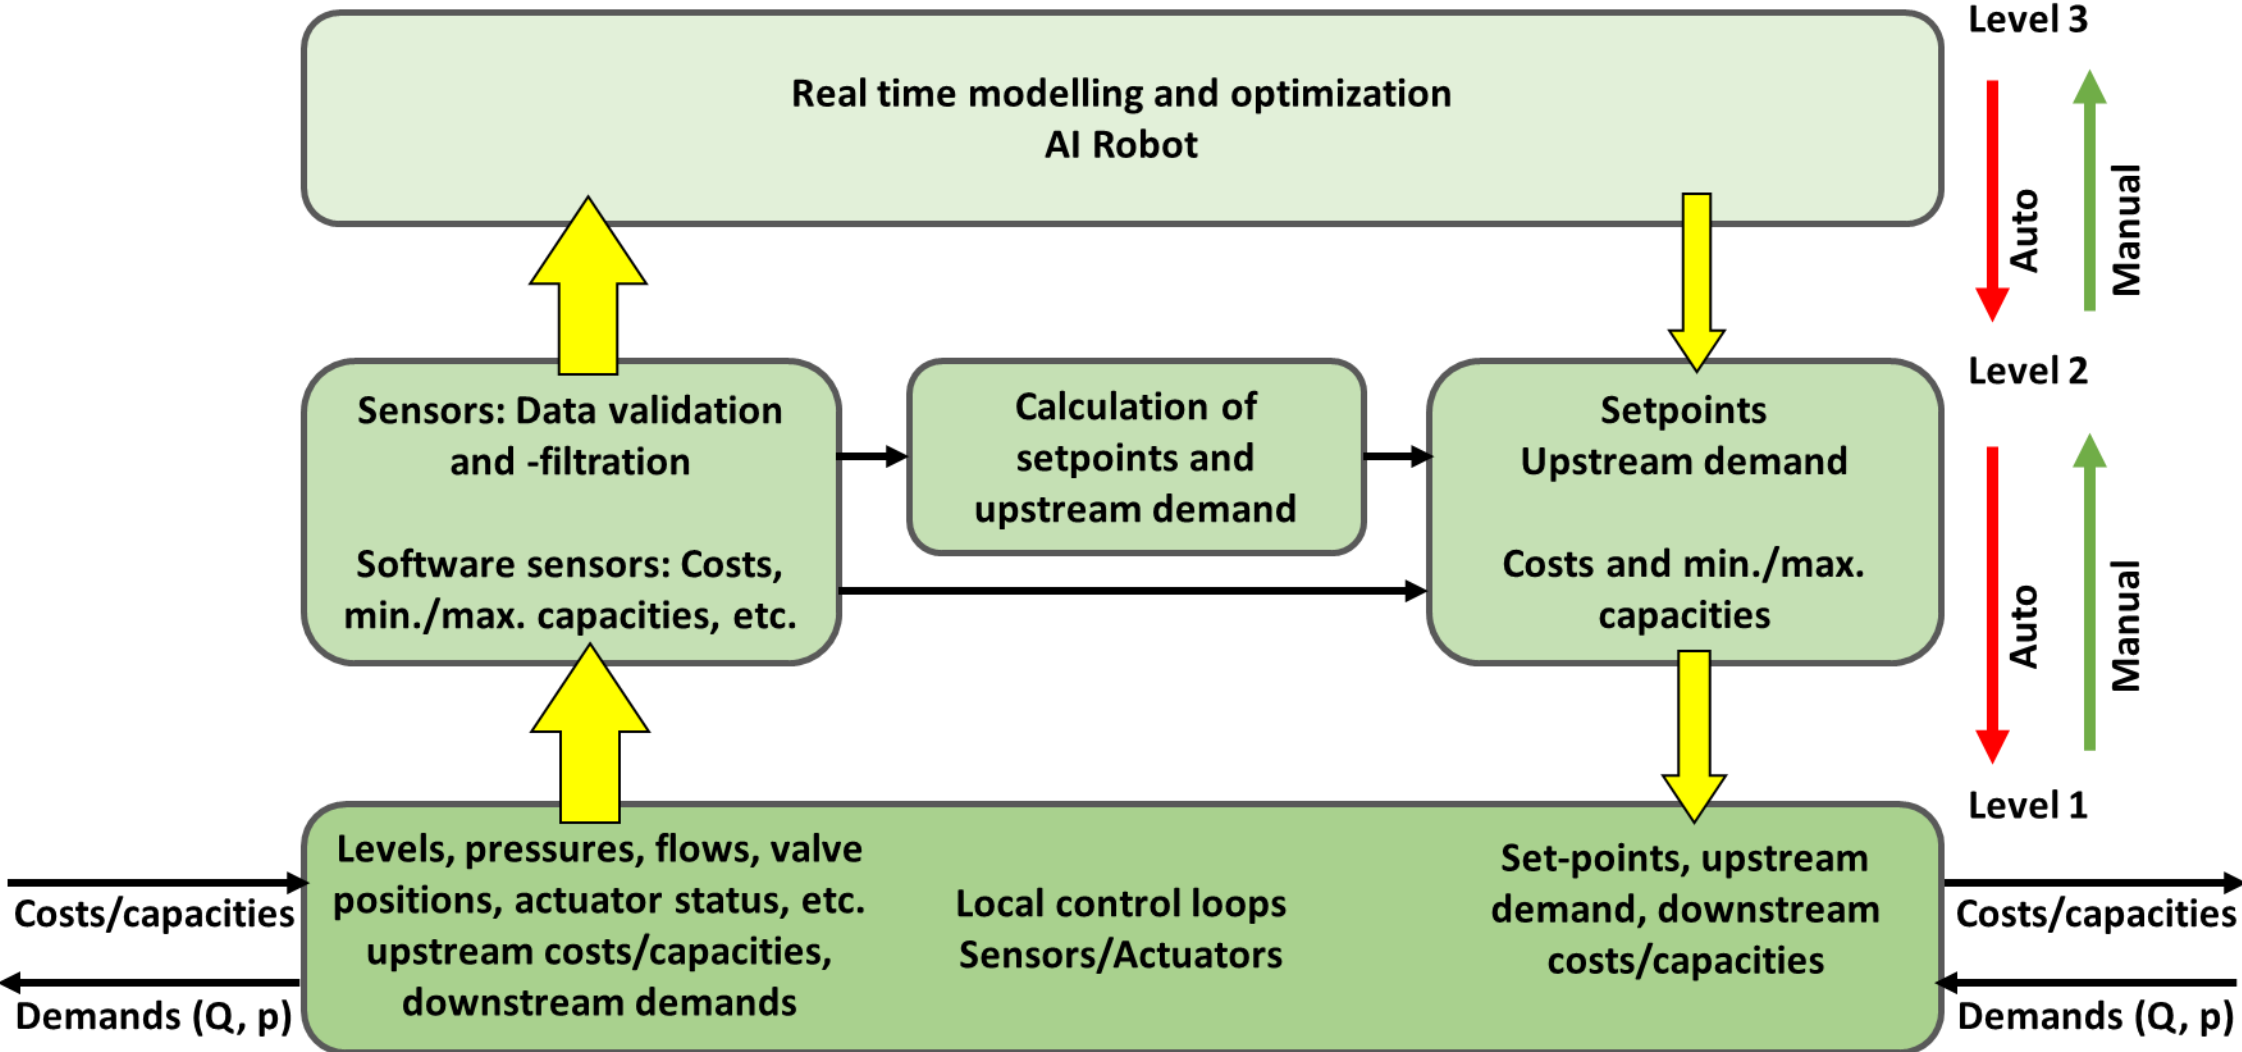 Level 3
Real time modelling and optimization
AI Robot
Auto
Manual
Level 2
Sensors: Data validation
and -filtration
Software sensors: Costs,
min./max. capacities, etc.
Calculation of
setpoints and
upstream demand
Setpoints
Upstream demand
Costs and min./max.
capacities
Auto
Manual
Level 1
Levels, pressures, flows, valve
positions, actuator status, etc.
upstream costs/capacities,
downstream demands
Local control loops
Sensors/Actuators
Set-points, upstream
demand, downstream
costs/capacities
Costs/capacities
Demands (Q, p)
Costs/capacities
Demands (Q, p)